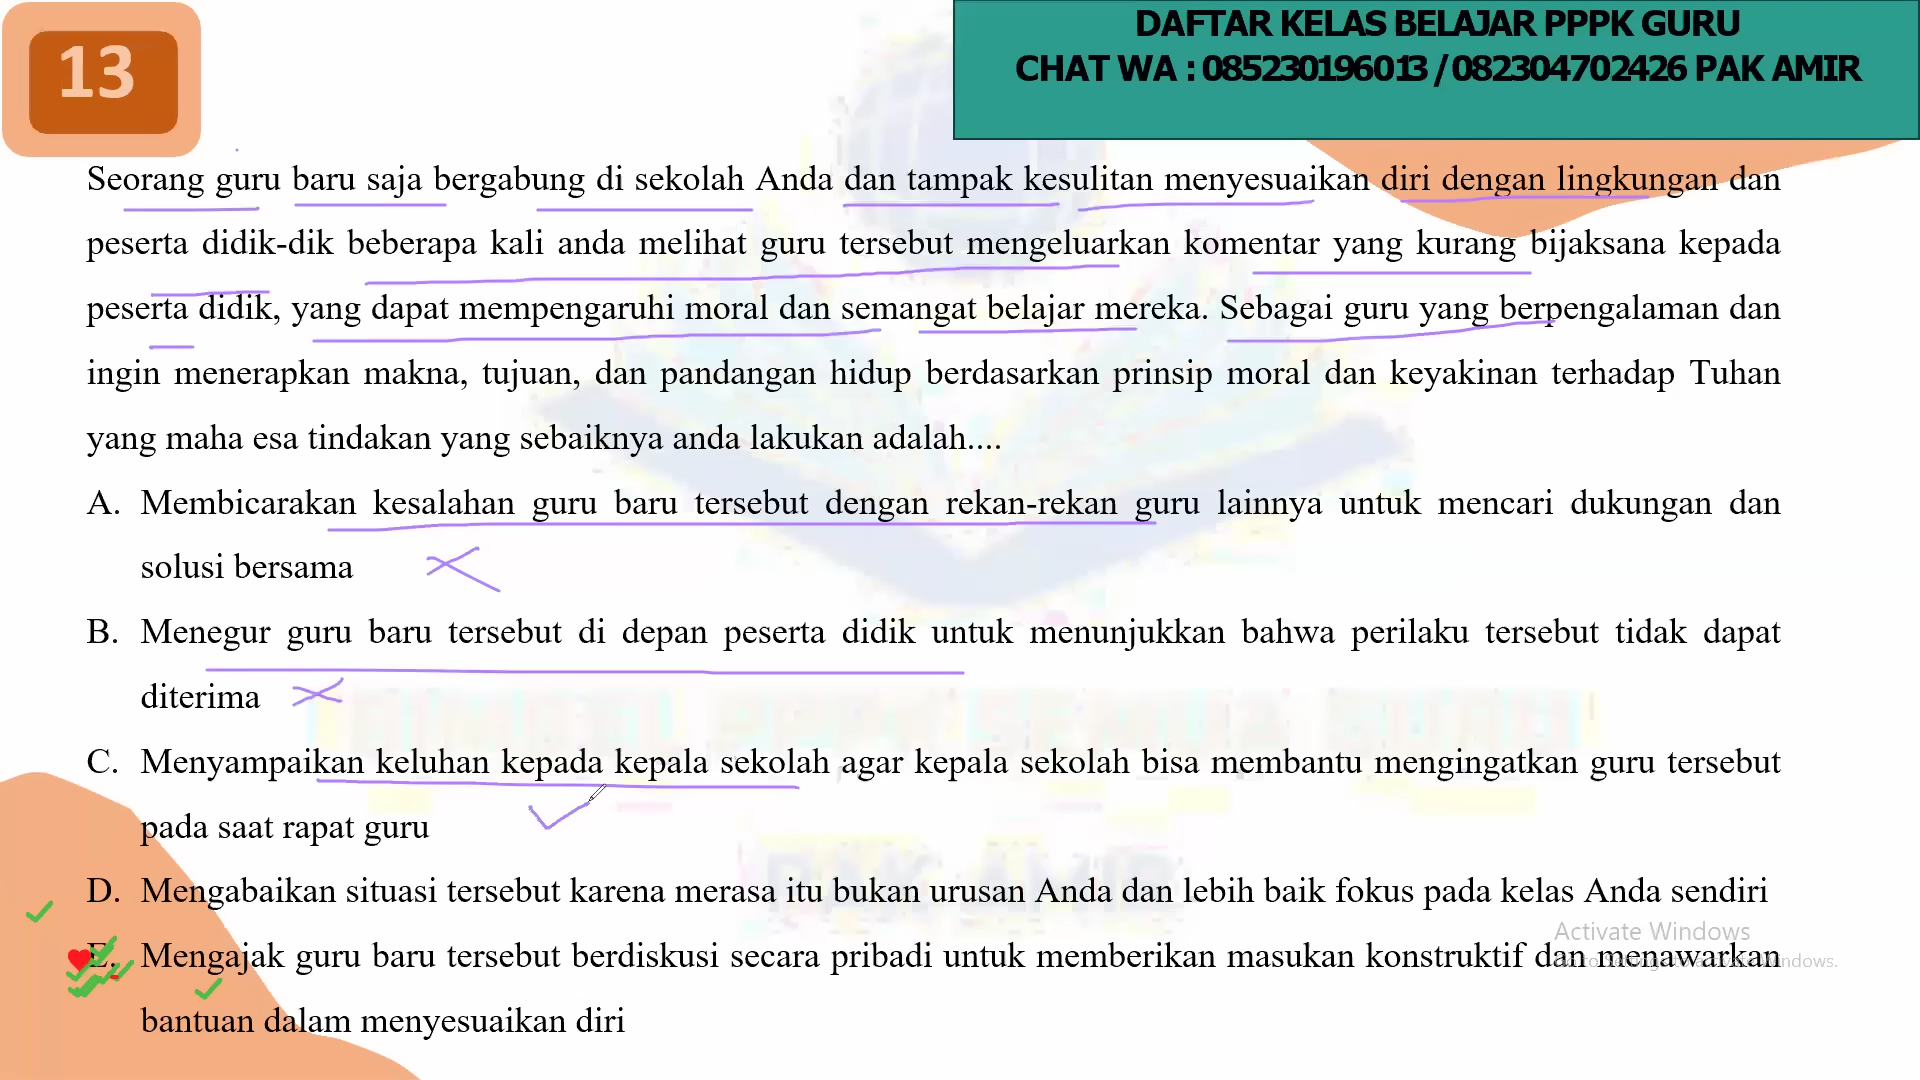 13
DAFTAR KELAS BELAJAR PPPK GURU
CHAT WA : 085230196013 / 082304702426 PAK AMIR
Seorang guru baru saja bergabung di sekolah Anda dan tampak kesulitan menyesuaikan diri dengan lingkungan dan
peserta didik-dik beberapa kali anda melihat guru tersebut mengeluarkan komentar yang kurang bijaksana kepada
peserta didik, yang dapat mempengaruhi moral dan semangat belajar mereka. Sebagai guru yang berpengalaman dan
ingin menerapkan makna, tujuan, dan pandangan hidup berdasarkan prinsip moral dan keyakinan terhadap Tuhan
yang maha esa tindakan yang sebaiknya anda lakukan adalah....
A. Membicarakan kesalahan guru baru tersebut dengan rekan-rekan guru lainnya untuk mencari dukungan dan
solusi bersama
B. Menegur guru baru tersebut di depan peserta didik untuk menunjukkan bahwa perilaku tersebut tidak dapat
diterima
C. Menyampaikan keluhan kepada kepala sekolah agar kepala sekolah bisa membantu mengingatkan guru tersebut
pada saat rapat guru
D. Mengabaikan situasi tersebut karena merasa itu bukan urusan Anda dan lebih baik fokus pada kelas Anda sendiri
E. Mengajak guru baru tersebut berdiskusi secara pribadi untuk memberikan masukan konstruktif dan menawarkan
bantuan dalam menyesuaikan diri
Activate Windows
Go to Settings to activate Windows.
PAK AMIR